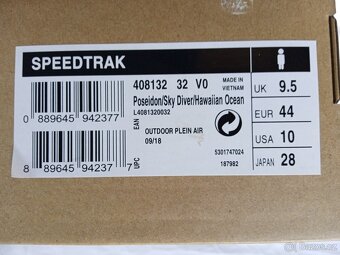 SPEEDTRAK
408132 32 V0
MADE IN
VIETNAM
Poseidon/Sky Diver/Hawaiian Ocean
L4081320032
0 889645 942377
EAN
OUTDOOR PLEIN AIR
09/18
8 89645 94237 7
UPC
5301747024
187982
UK 9.5
EUR 44
USA 10
JAPAN 28